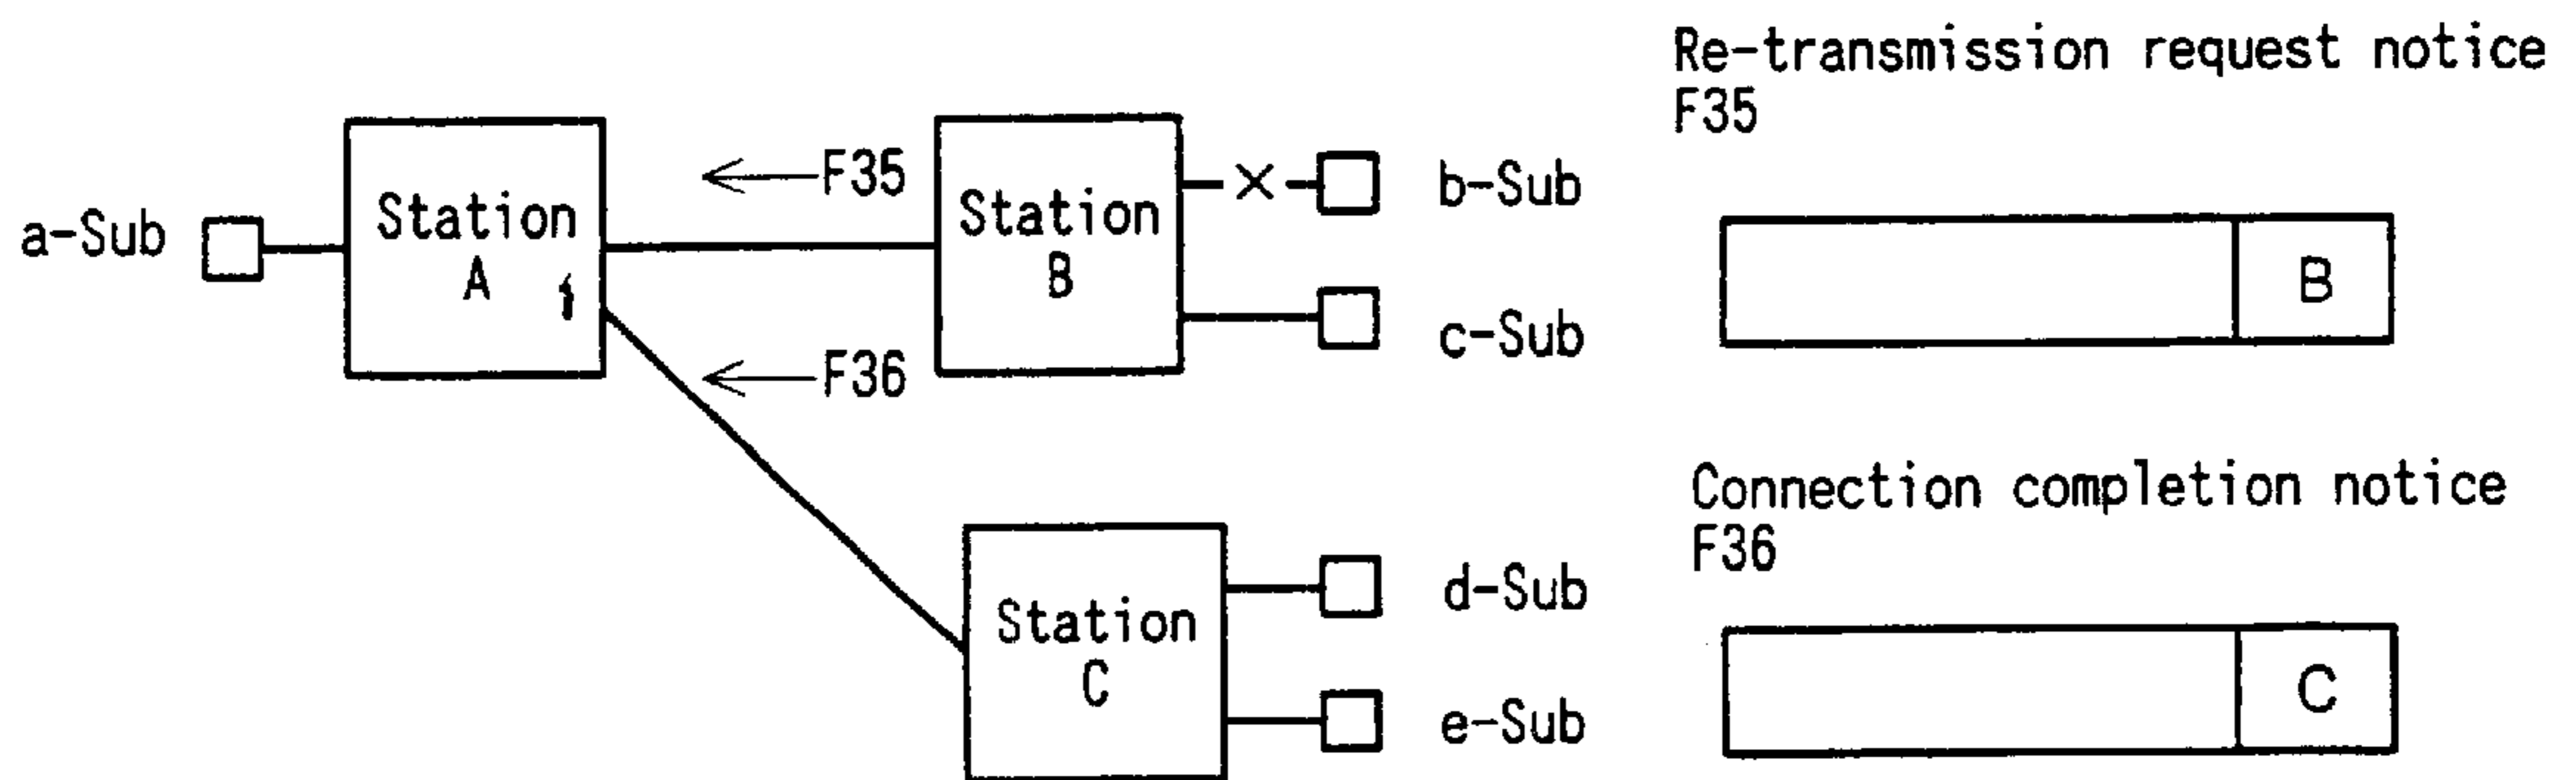 Re-transmission request notice
F35
a-Sub
Station
A
F35
F36
Station
B
b-Sub
c-Sub
B
Connection completion notice
F36
Station
C
d-Sub
e-Sub
C